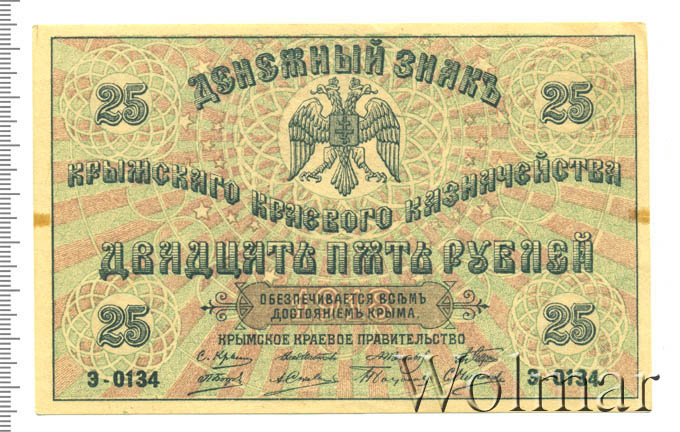 ДЕНЕЖНЫЙ ЗНАКЪ
25 25
КРЫМСКАГО КРАЕВОГО КАЗНАЧЕЙСТВА
ДВАДЦАТЬ ПЯТЬ РУБЛЕЙ
1918
ОБЕЗПЕЧИВАЕТСЯ ВСѢМЪ
ДОСТОЯНІЕМЪ КРЫМА.
25 25
КРЫМСКОЕ КРАЕВОЕ ПРАВИТЕЛЬСТВО
Э-0134 Э-0134
Wolmar